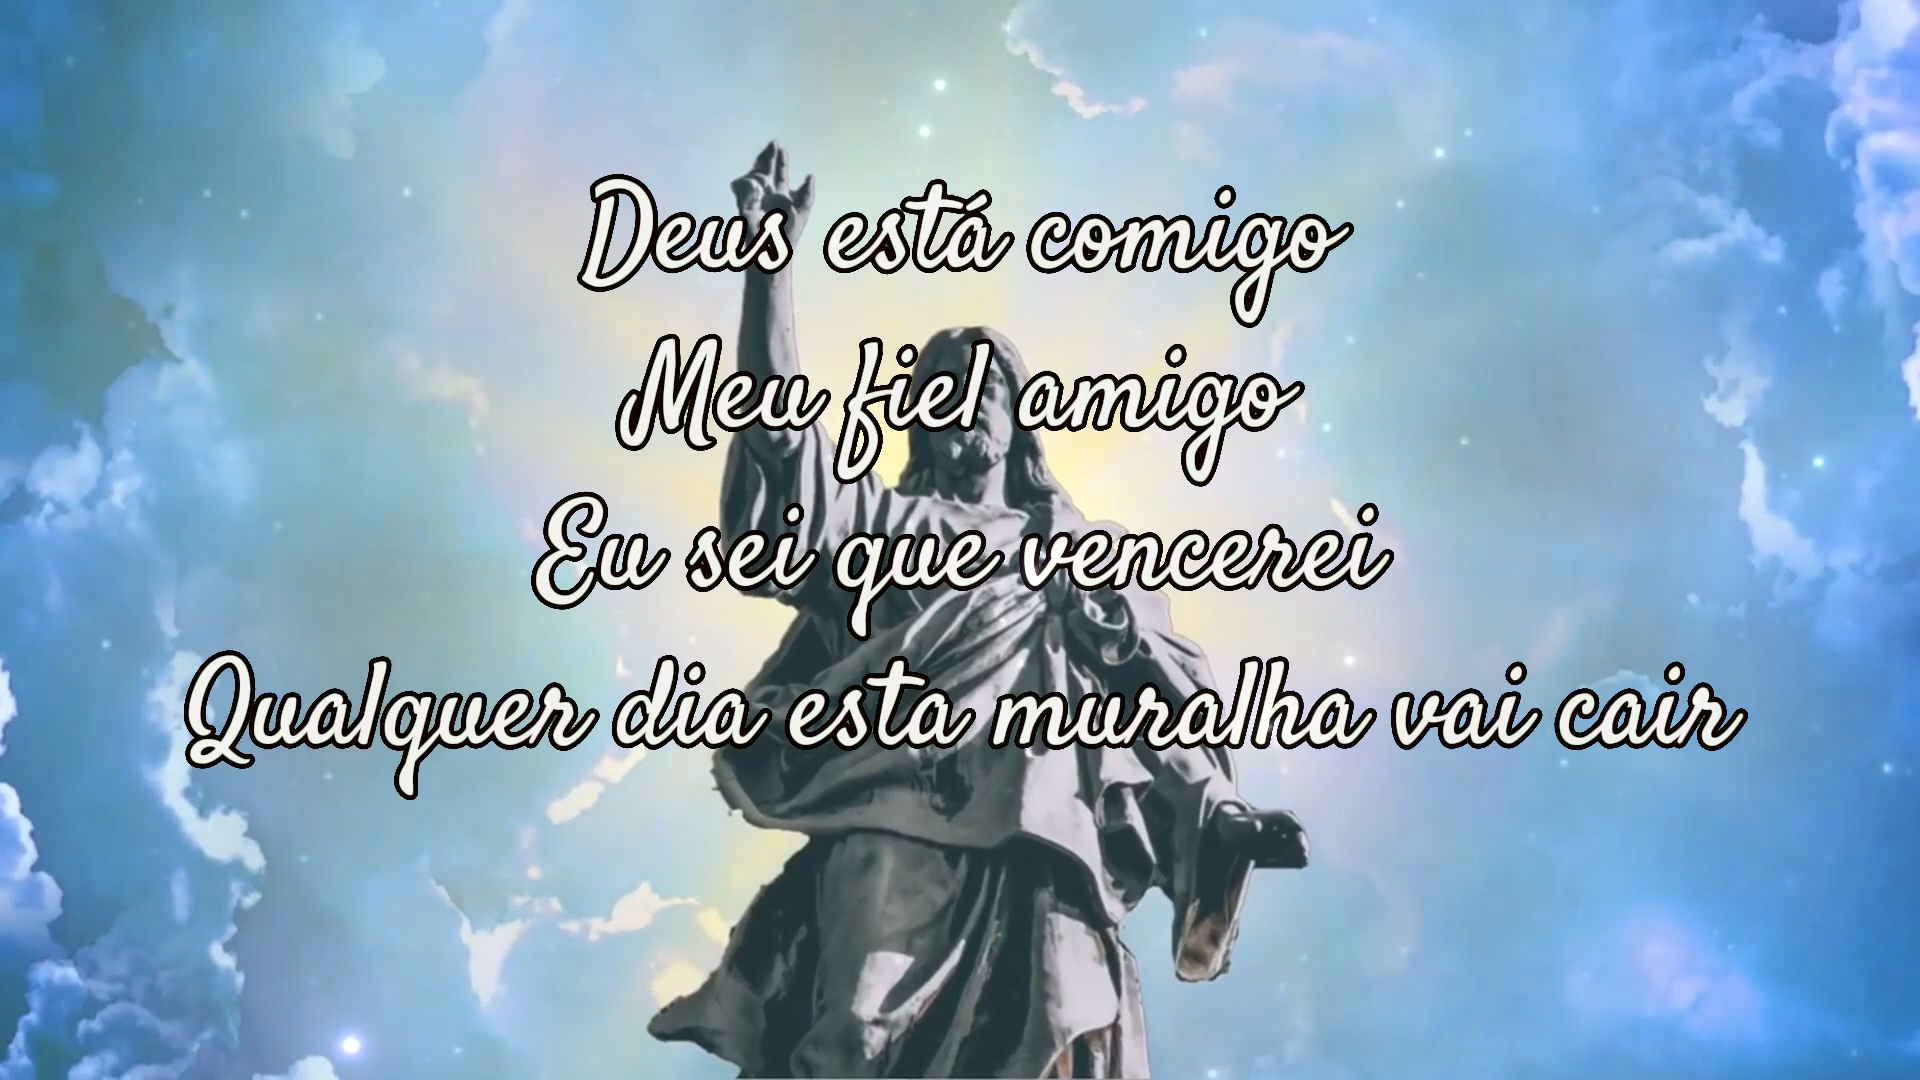 Deus está comigo
Meu fiel amigo
Eu sei que vencerei
Qualquer dia esta muralha vai cair